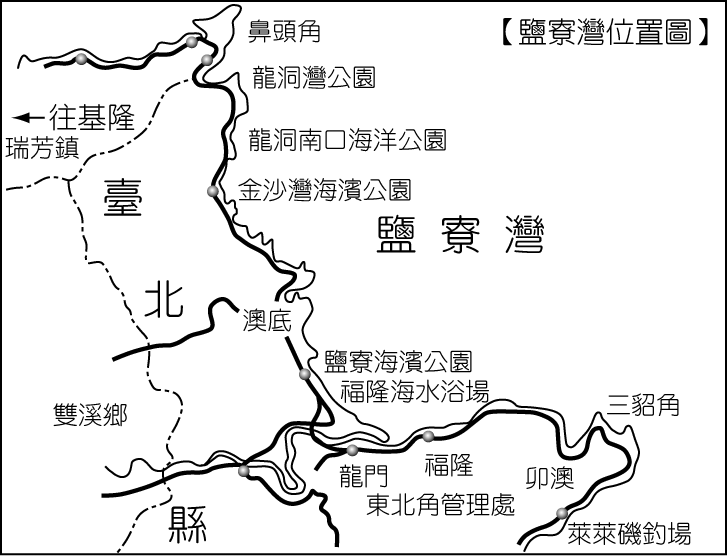 【鹽寮灣位置圖】
鼻頭角
龍洞灣公園
往基隆
瑞芳鎮
龍洞南口海洋公園
金沙灣海濱公園
臺
鹽寮灣
北
澳底
鹽寮海濱公園
福隆海水浴場
雙溪鄉
三貂角
龍門
福隆
卯澳
東北角管理處
縣
萊萊磯釣場